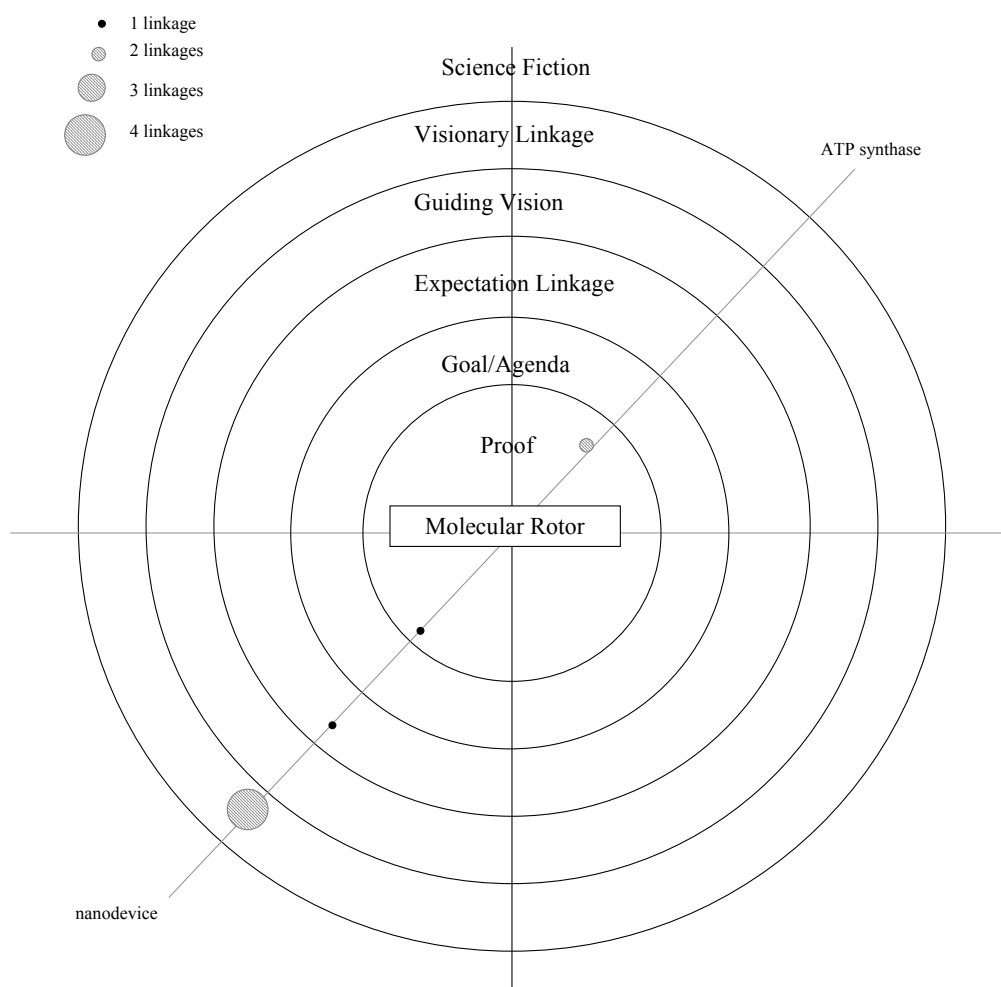 1 linkage
2 linkages
3 linkages
4 linkages
Science Fiction
Visionary Linkage
ATP synthase
Guiding Vision
Expectation Linkage
Goal/Agenda
Proof
Molecular Rotor
nanodevice